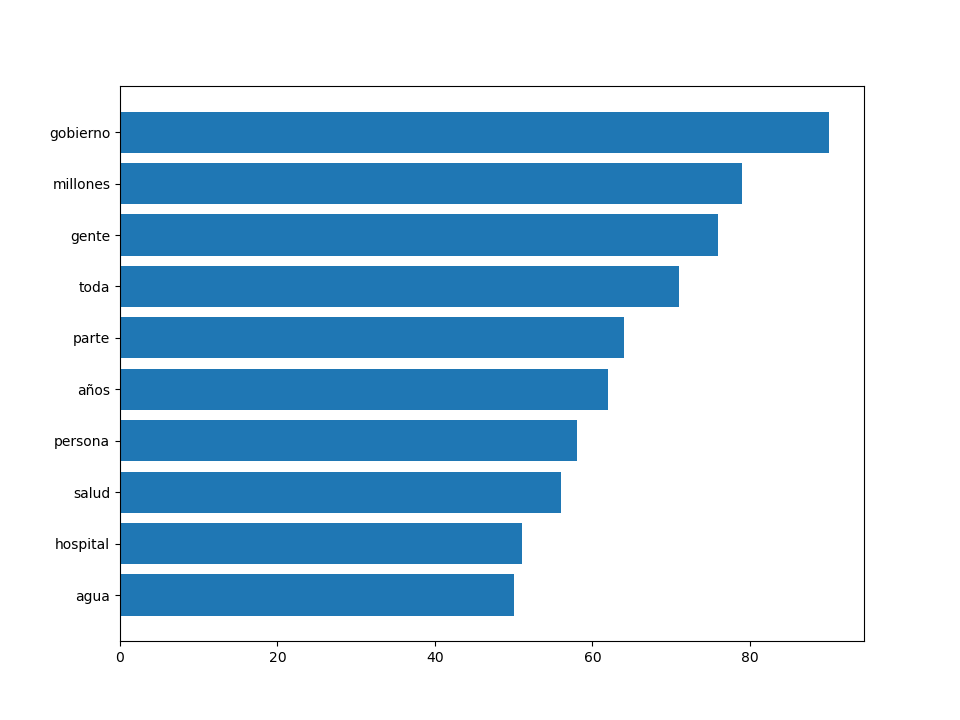 gobierno
millones
gente
toda
parte
años
persona
salud
hospital
agua
0 20 40 60 80